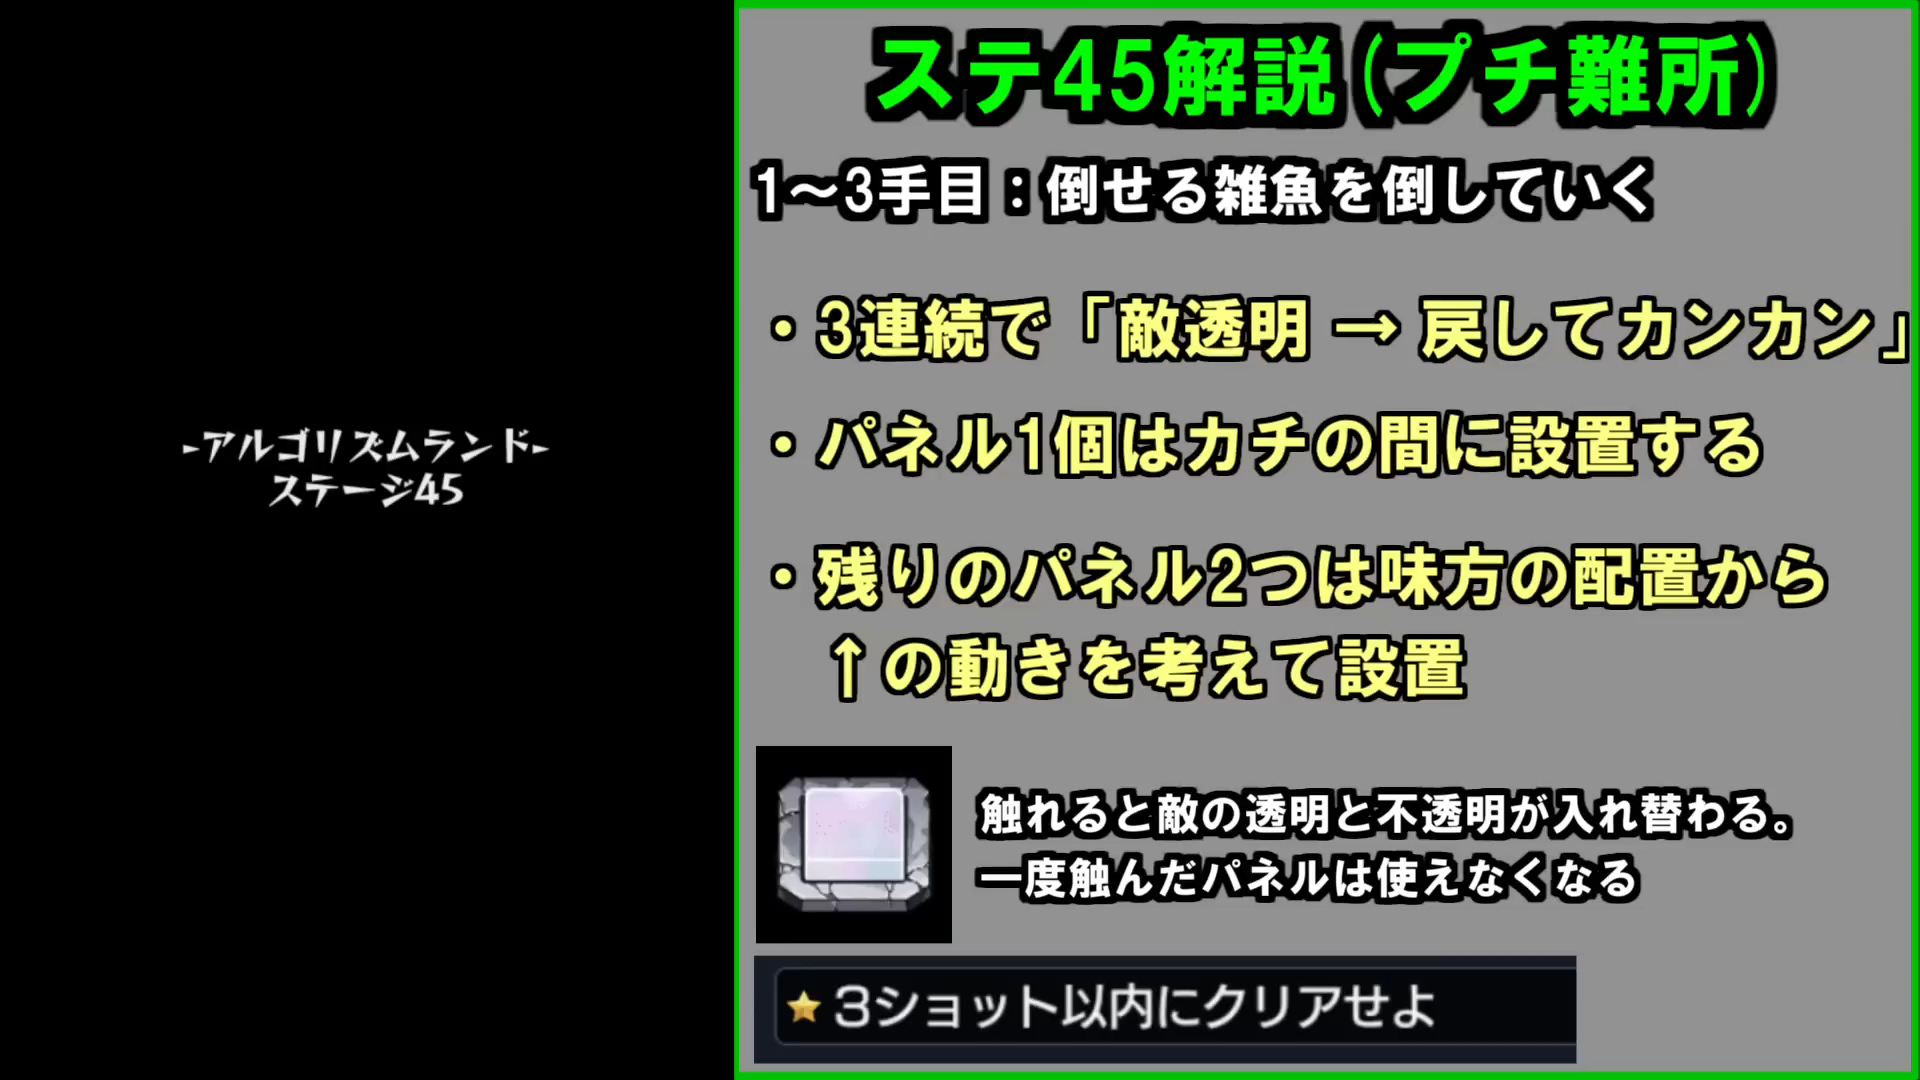 -アルゴリズムランド-
ステージ45
ステ45解説(プチ難所)
1～3手目：倒せる雑魚を倒していく
・3連続で「敵透明 → 戻してカンカン」
・パネル1個はカチの間に設置する
・残りのパネル2つは味方の配置から
↑の動きを考えて設置
触れると敵の透明と不透明が入れ替わる。
一度触んだパネルは使えなくなる
3ショット以内にクリアせよ